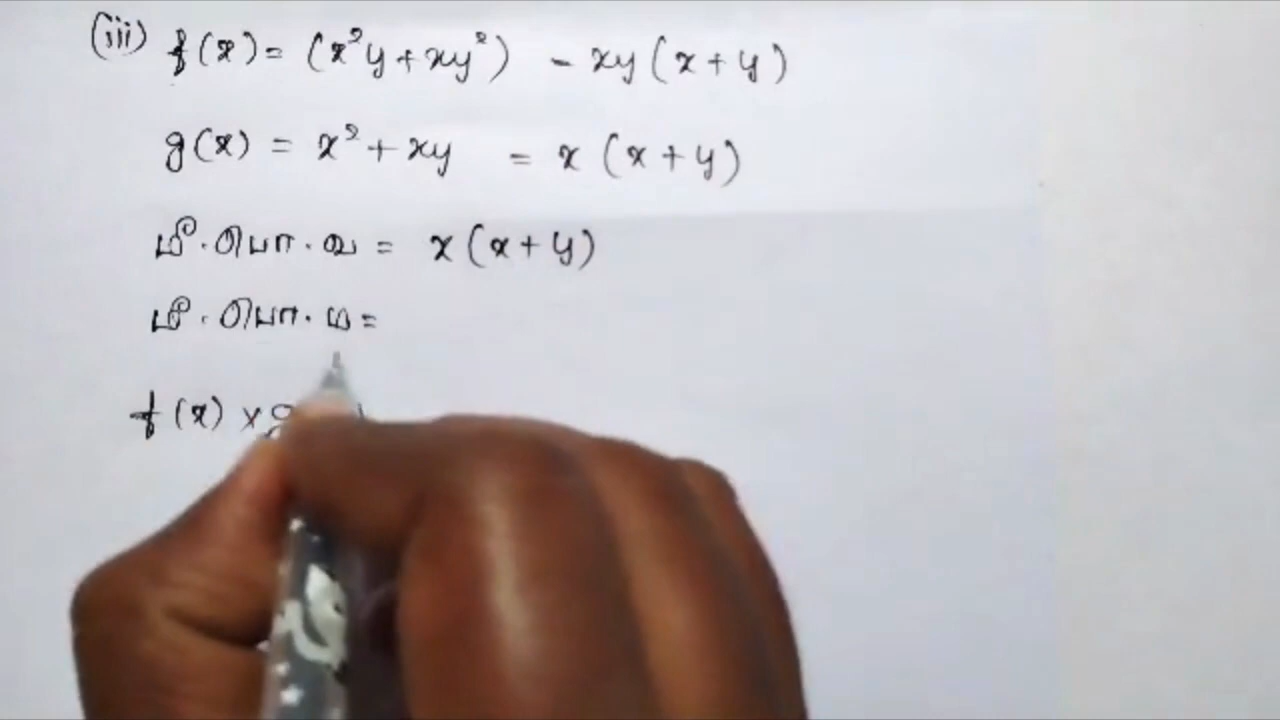 (iii) f(x) = (x²y + xy²) - xy(x + y)
g(x) = x² + xy = x(x + y)
மீ.பொ.வ = x(x + y)
மீ.பொ.ம =
f(x) × g